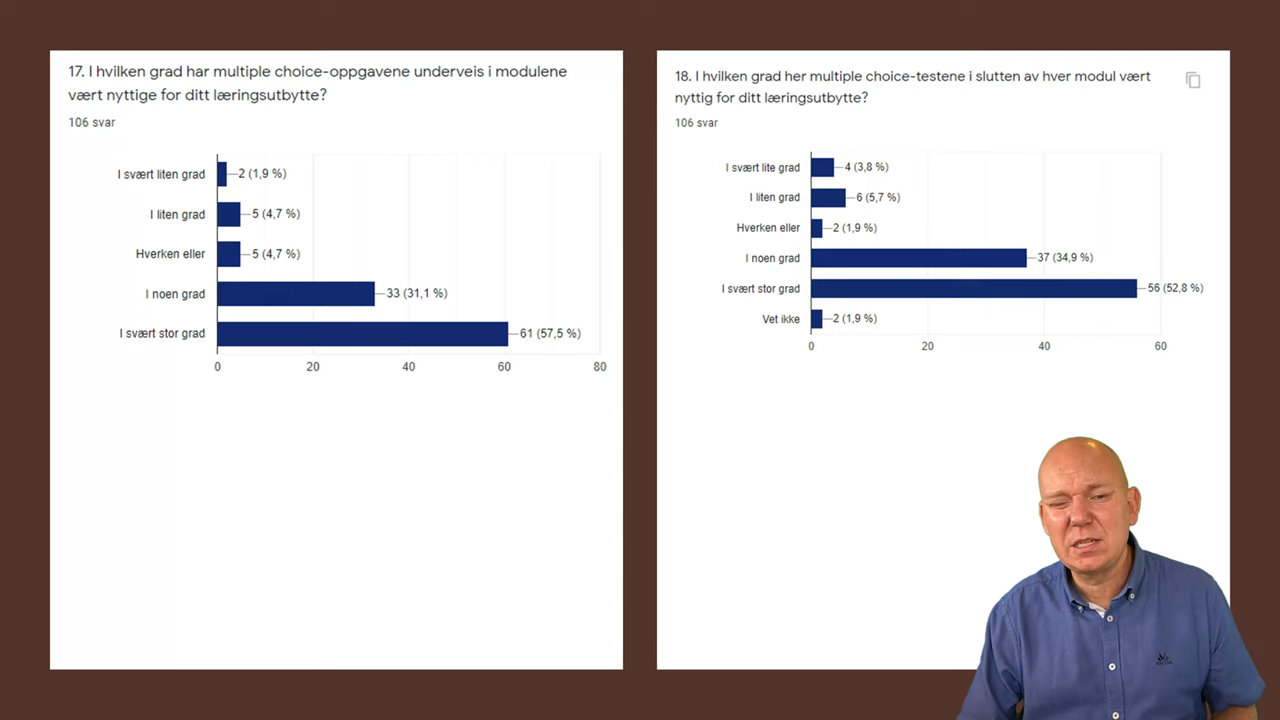 17. I hvilken grad har multiple choice-oppgavene underveis i modulene
vært nyttige for ditt læringsutbytte?
106 svar
I svært liten grad
2 (1,9 %)
I liten grad
5 (4,7 %)
Hverken eller
5 (4,7 %)
I noen grad
33 (31,1 %)
I svært stor grad
61 (57,5 %)
0
20
40
60
80
18. I hvilken grad her multiple choice-testene i slutten av hver modul vært
nyttig for ditt læringsutbytte?
106 svar
I svært lite grad
4 (3,8 %)
I liten grad
6 (5,7 %)
Hverken eller
2 (1,9 %)
I noen grad
37 (34,9 %)
I svært stor grad
56 (52,8 %)
Vet ikke
2 (1,9 %)
0
20
40
60